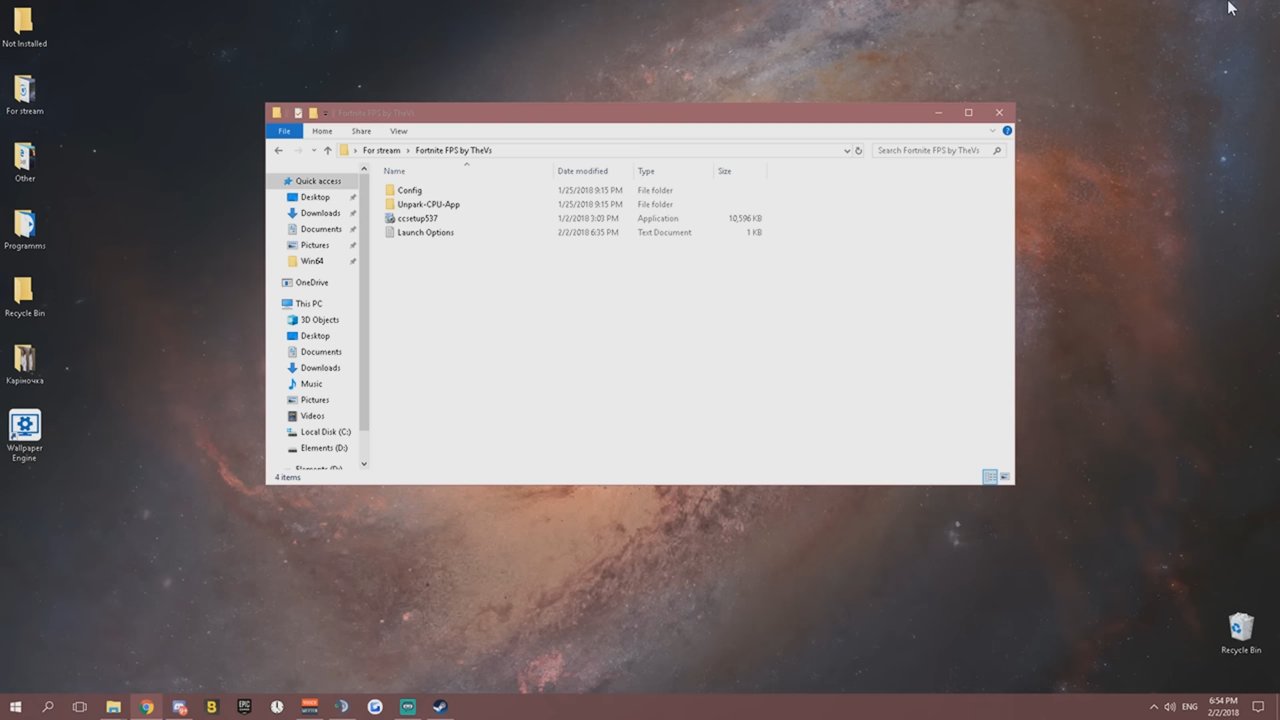 Not Installed
For stream
Other
Programms
Recycle Bin
Каріночка
Wallpaper
Engine
Fortnite FPS by TheVs
File Home Share View
For stream Fortnite FPS by TheVs
Search Fortnite FPS by TheVs
Name Date modified Type Size
Config 1/25/2018 9:15 PM File folder
Unpark-CPU-App 1/25/2018 9:15 PM File folder
ccsetup537 1/2/2018 3:03 PM Application 10,596 KB
Launch Options 2/2/2018 6:35 PM Text Document 1 KB
Quick access
Desktop
Downloads
Documents
Pictures
Win64
OneDrive
This PC
3D Objects
Desktop
Documents
Downloads
Music
Pictures
Videos
Local Disk (C:)
Elements (D:)
Elements (D:)
4 items
Recycle Bin
EPIC
ENG
6:54 PM
2/2/2018